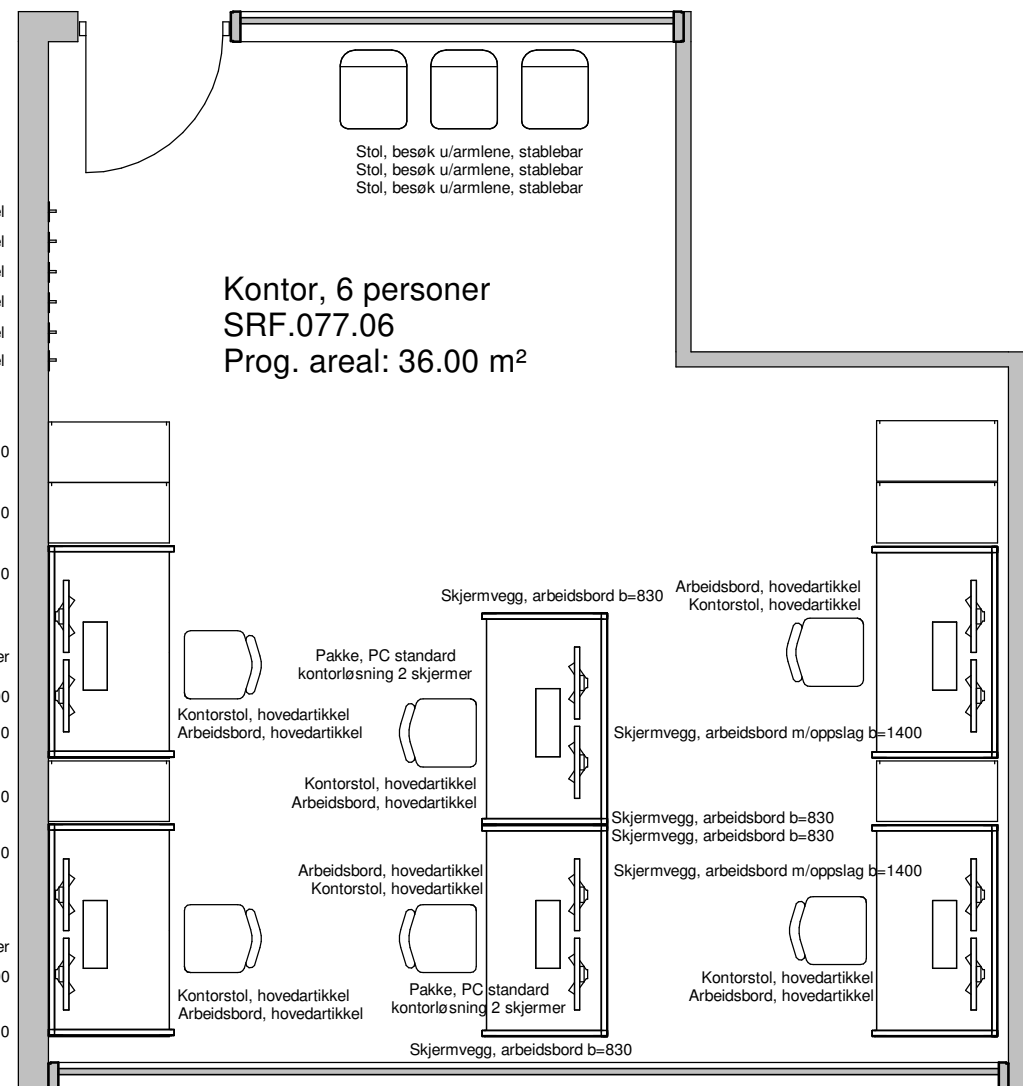 Stol, besøk u/armlene, stablebar
Stol, besøk u/armlene, stablebar
Stol, besøk u/armlene, stablebar
Kontor, 6 personer
SRF.077.06
Prog. areal: 36.00 m²
Skjermvegg, arbeidsbord b=830
Arbeidsbord, hovedartikkel
Kontorstol, hovedartikkel
Pakke, PC standard
kontorløsning 2 skjermer
Kontorstol, hovedartikkel
Arbeidsbord, hovedartikkel
Skjermvegg, arbeidsbord m/oppslag b=1400
Kontorstol, hovedartikkel
Arbeidsbord, hovedartikkel
Skjermvegg, arbeidsbord b=830
Skjermvegg, arbeidsbord b=830
Arbeidsbord, hovedartikkel
Kontorstol, hovedartikkel
Skjermvegg, arbeidsbord m/oppslag b=1400
Kontorstol, hovedartikkel
Arbeidsbord, hovedartikkel
Pakke, PC standard
kontorløsning 2 skjermer
Kontorstol, hovedartikkel
Arbeidsbord, hovedartikkel
Skjermvegg, arbeidsbord b=830